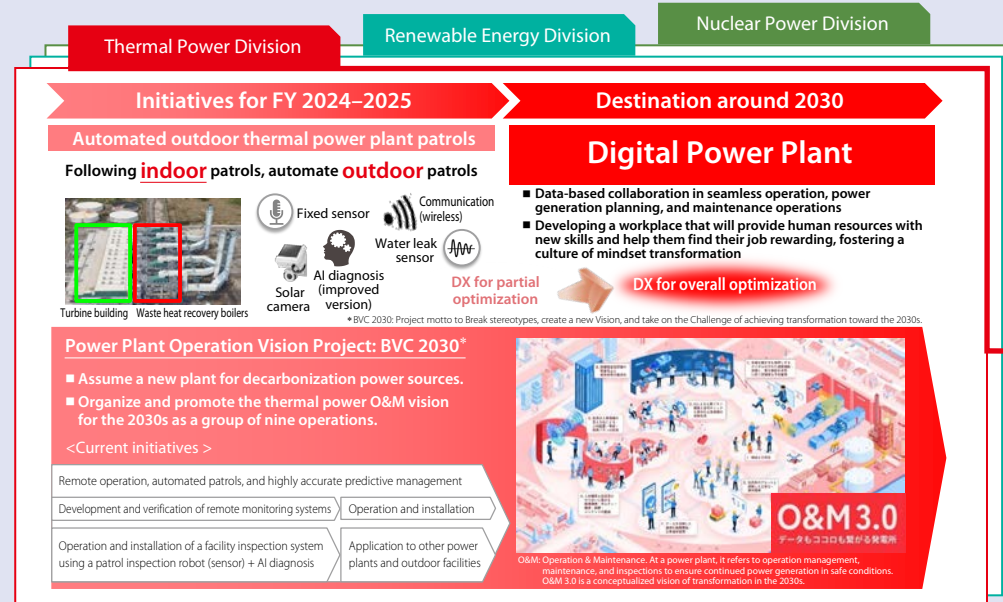 Thermal Power Division
Renewable Energy Division
Nuclear Power Division
Initiatives for FY 2024–2025
Destination around 2030
Automated outdoor thermal power plant patrols
Following indoor patrols, automate outdoor patrols
Fixed sensor
Communication
(wireless)
Water leak
sensor
Solar
camera
AI diagnosis
(improved
version)
Turbine building
Waste heat recovery boilers
Digital Power Plant
■ Data-based collaboration in seamless operation, power
generation planning, and maintenance operations
■ Developing a workplace that will provide human resources with
new skills and help them find their job rewarding, fostering a
culture of mindset transformation
DX for partial
optimization
DX for overall optimization
*BVC 2030: Project motto to Break stereotypes, create a new Vision, and take on the Challenge of achieving transformation toward the 2030s.
Power Plant Operation Vision Project: BVC 2030*
■ Assume a new plant for decarbonization power sources.
■ Organize and promote the thermal power O&M vision
for the 2030s as a group of nine operations.
<Current initiatives >
Remote operation, automated patrols, and highly accurate predictive management
Development and verification of remote monitoring systems
Operation and installation
Operation and installation of a facility inspection system
using a patrol inspection robot (sensor) + AI diagnosis
Application to other power
plants and outdoor facilities
O&M 3.0
データもココロも繋がる発電所
O&M: Operation & Maintenance. At a power plant, it refers to operation management,
maintenance, and inspections to ensure continued power generation in safe conditions.
O&M 3.0 is a conceptualized vision of transformation in the 2030s.